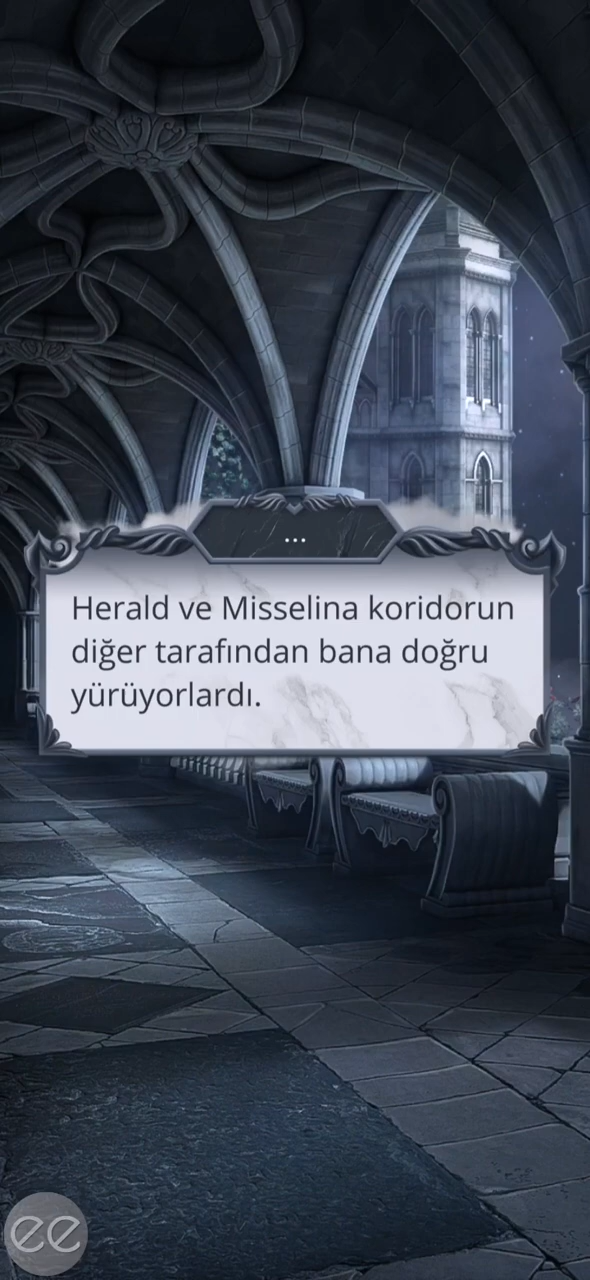 ...
Herald ve Misselina koridorun
diğer tarafından bana doğru
yürüyorlardı.
ee